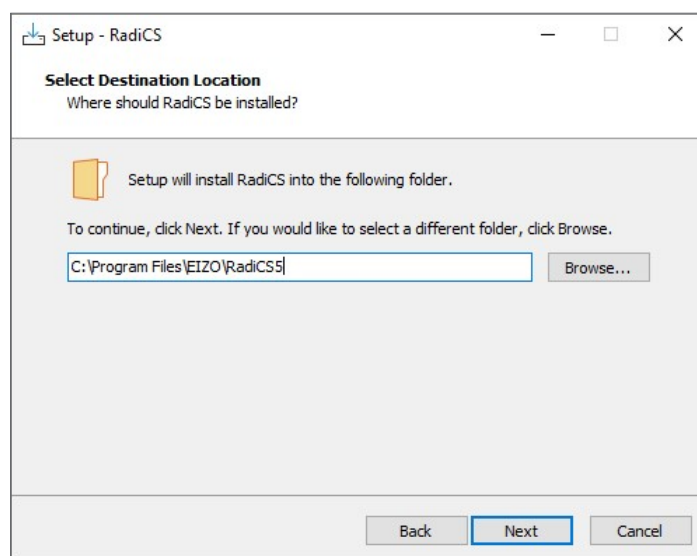 Setup - RadiCS
Select Destination Location
Where should RadiCS be installed?
Setup will install RadiCS into the following folder.
To continue, click Next. If you would like to select a different folder, click Browse.
C:\Program Files\EIZO\RadiCS5
Browse...
Back
Next
Cancel